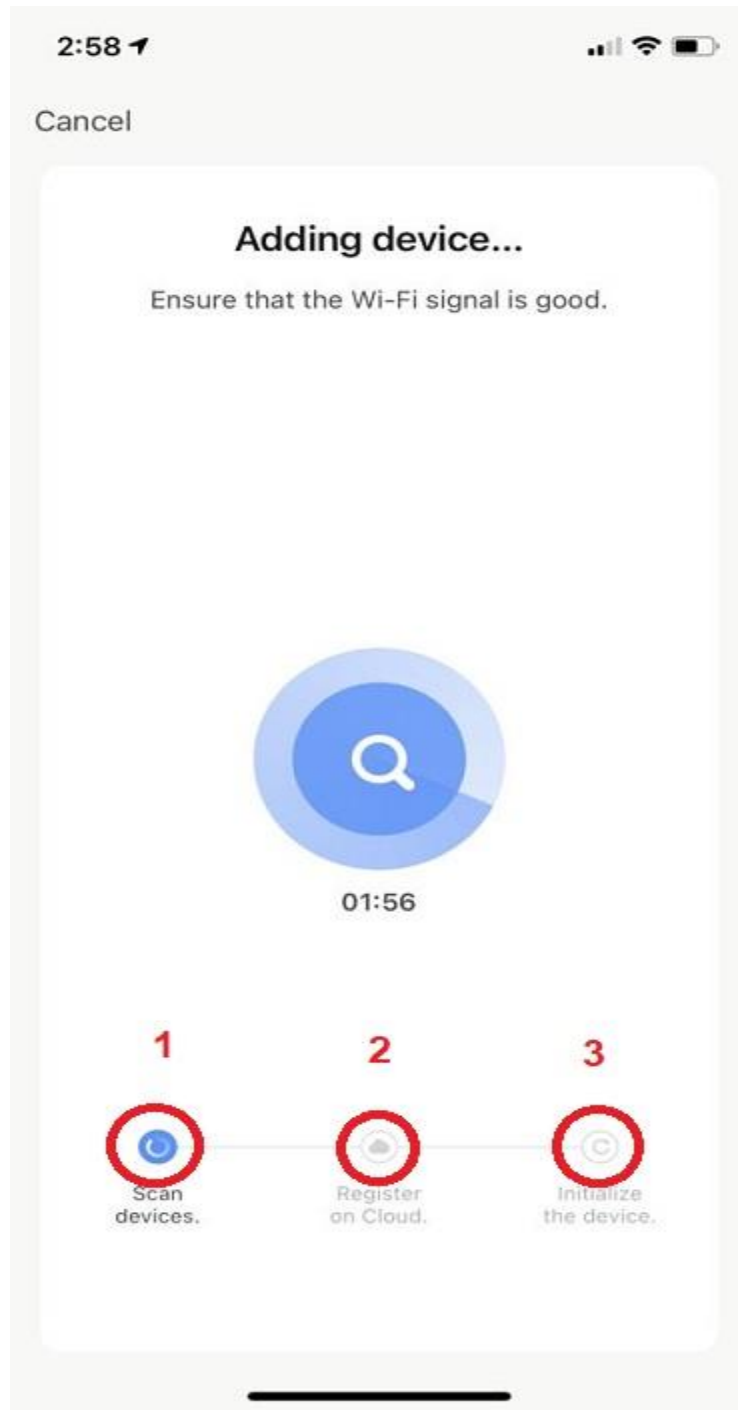 2:58
Cancel
Adding device...
Ensure that the Wi-Fi signal is good.
01:56
1 2 3
Scan Register Initialize
devices. on Cloud. the device.